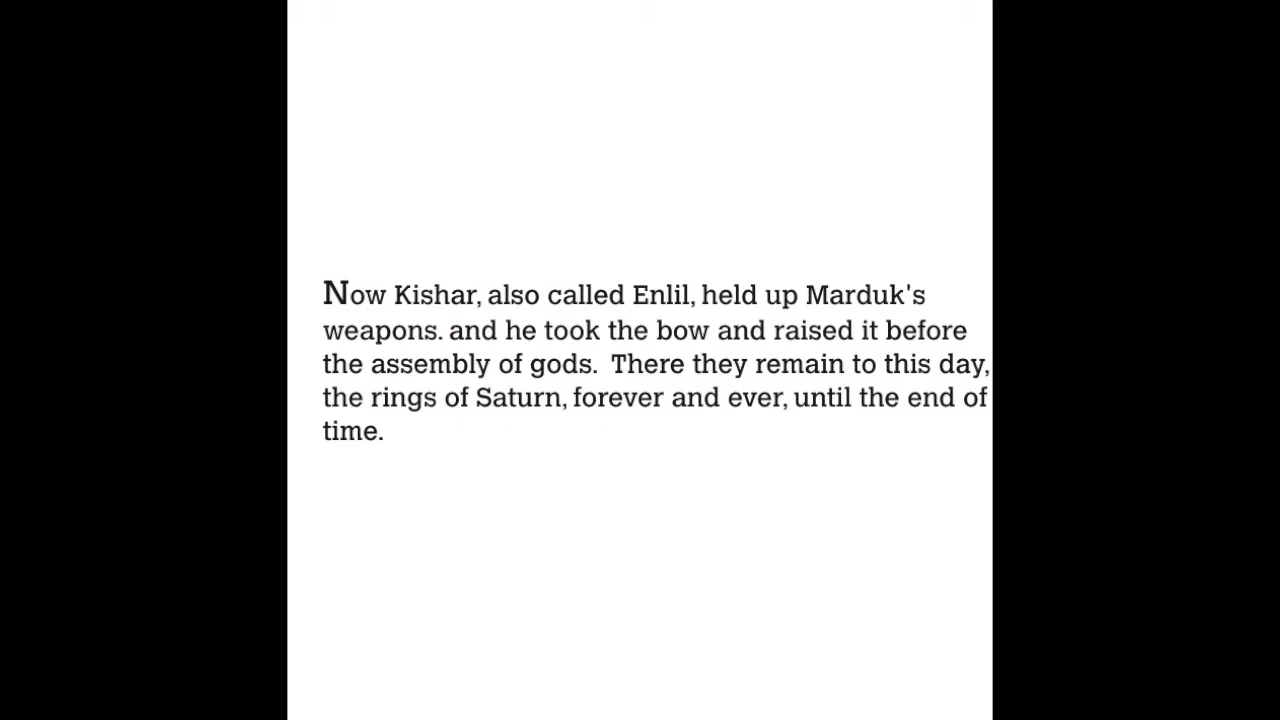 Now Kishar, also called Enlil, held up Marduk's
weapons. and he took the bow and raised it before
the assembly of gods.  There they remain to this day,
the rings of Saturn, forever and ever, until the end of
time.